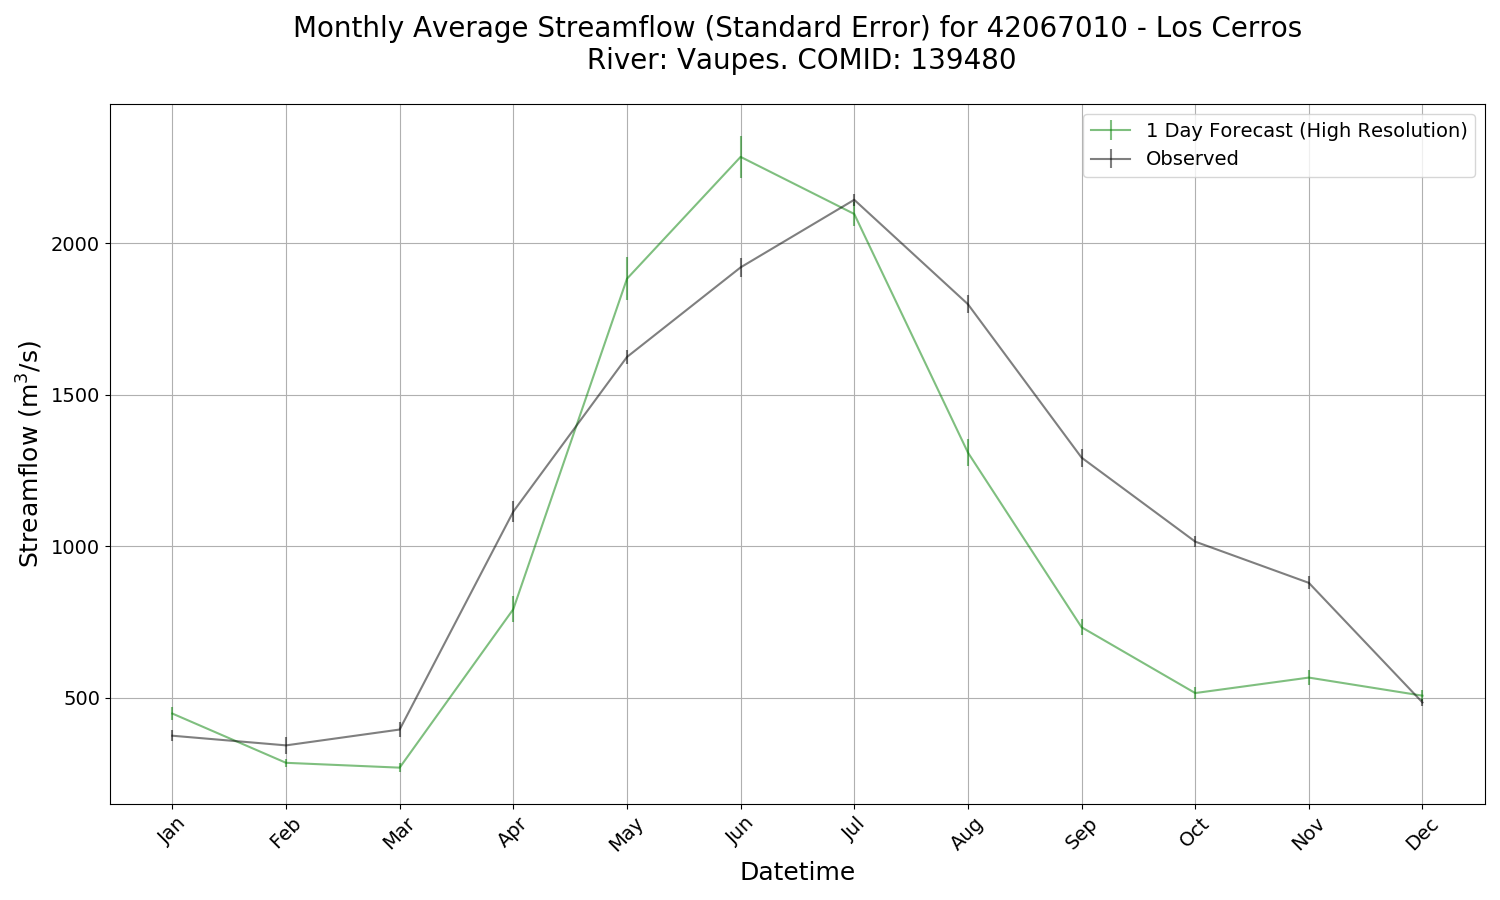 Monthly Average Streamflow (Standard Error) for 42067010 - Los Cerros
River: Vaupes. COMID: 139480
1 Day Forecast (High Resolution)
Observed
Streamflow (m³/s)
2000
1500
1000
500
Jan
Feb
Mar
Apr
May
Jun
Jul
Aug
Sep
Oct
Nov
Dec
Datetime